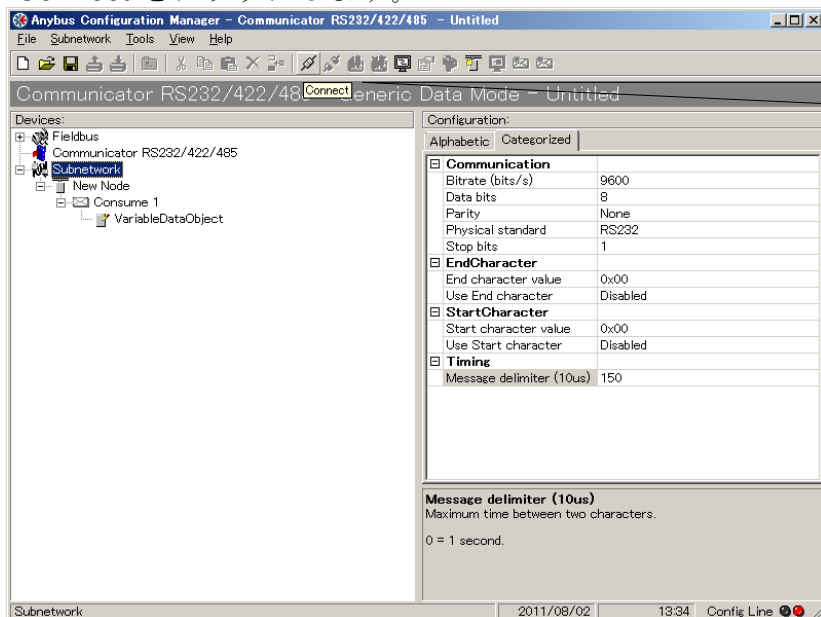 Anybus Configuration Manager - Communicator RS232/422/485 - Untitled
File Subnetwork Tools View Help
Connect
Communicator RS232/422/48 Generic Data Mode - Untitled
Devices:
Fieldbus
Communicator RS232/422/485
Subnetwork
New Node
Consume 1
VariableDataObject
Configuration:
Alphabetic Categorized
Communication
Bitrate (bits/s) 9600
Data bits 8
Parity None
Physical standard RS232
Stop bits 1
EndCharacter
End character value 0x00
Use End character Disabled
StartCharacter
Start character value 0x00
Use Start character Disabled
Timing
Message delimiter (10us) 150
Message delimiter (10us)
Maximum time between two characters.
0 = 1 second.
Subnetwork 2011/08/02 13:34 Config Line